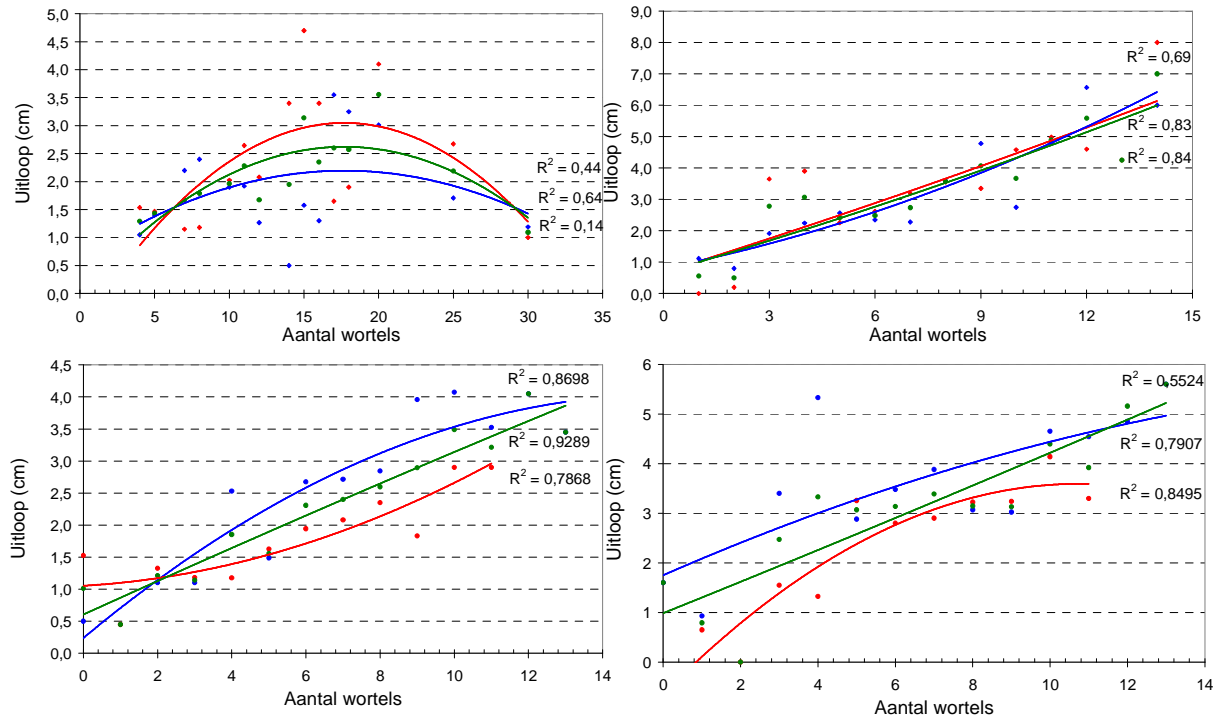 5,0
4,5
4,0
3,5
3,0
2,5
2,0
1,5
1,0
0,5
0,0
Uitloop (cm)
R² = 0,44
R² = 0,64
R² = 0,14
0 5 10 15 20 25 30 35
Aantal wortels
9,0
8,0
7,0
6,0
5,0
4,0
3,0
2,0
1,0
0,0
Uitloop (cm)
R² = 0,69
R² = 0,83
R² = 0,84
0 3 6 9 12 15
Aantal wortels
4,5
4,0
3,5
3,0
2,5
2,0
1,5
1,0
0,5
0,0
Uitloop (cm)
R² = 0,8698
R² = 0,9289
R² = 0,7868
0 2 4 6 8 10 12 14
Aantal wortels
6
5
4
3
2
1
0
Uitloop (cm)
R² = 0,5524
R² = 0,7907
R² = 0,8495
0 2 4 6 8 10 12 14
Aantal wortels